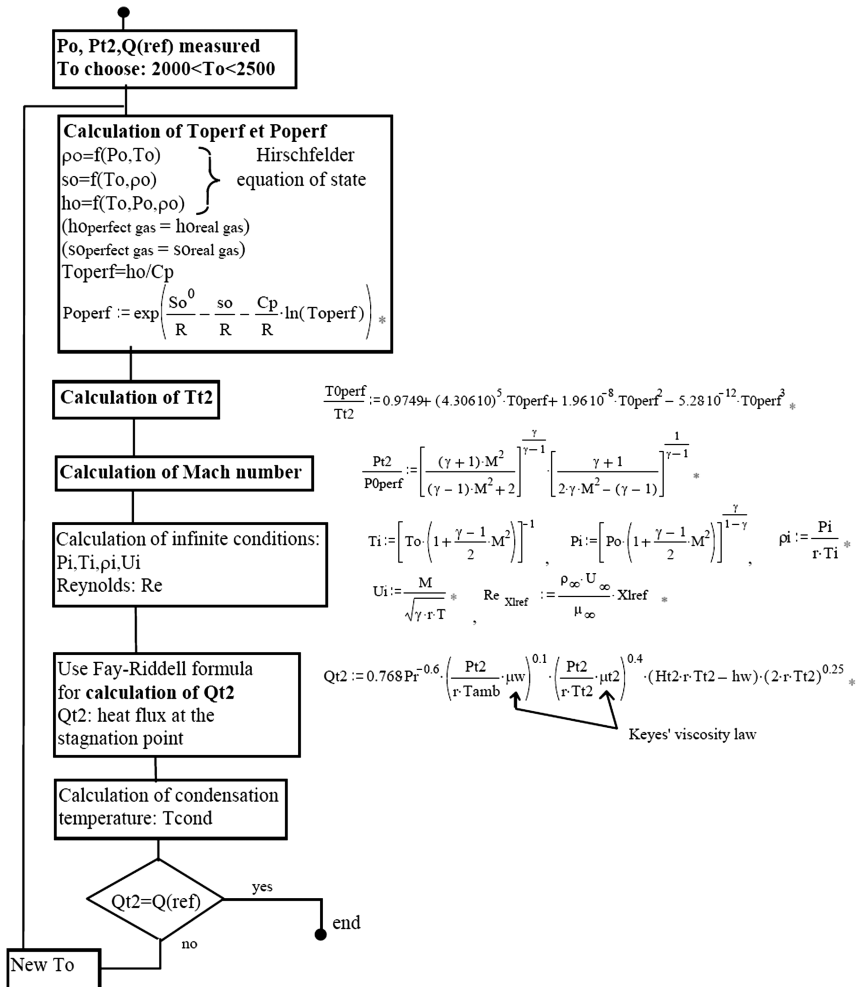 Po, Pt2,Q(ref) measured
To choose: 2000<To<2500
Calculation of Toperf et Poperf
ρo=f(Po,To)
so=f(To,ρo)
ho=f(To,Po,ρo)
Hirschfelder
equation of state
(hoperfect gas = horeal gas)
(soperfect gas = soreal gas)
Toperf=ho/Cp
Poperf := exp(So^0/R − so/R − Cp/R·ln(Toperf)) *
Calculation of Tt2
T0perf/Tt2 := 0.9749+ (4.30610)^5·T0perf+ 1.9610^-8·T0perf^2 − 5.2810^-12·T0perf^3 *
Calculation of Mach number
Pt2/P0perf := [(γ+1)·M^2/((γ−1)·M^2+2)]^(γ/(γ−1))·[(γ+1)/(2·γ·M^2−(γ−1))]^(1/(γ−1)) *
Calculation of infinite conditions:
Pi,Ti,ρi,Ui
Reynolds: Re
Ti:=[To·(1+(γ−1)/2·M^2)]^-1 , Pi:=[Po·(1+(γ−1)/2·M^2)]^(γ/(1−γ)) , ρi:=Pi/(r·Ti) *
Ui:=M/√(γ·r·T) * , Re Xlref := (ρ∞·U∞)/μ∞·Xlref *
Use Fay-Riddell formula
for calculation of Qt2
Qt2: heat flux at the
stagnation point
Qt2 := 0.768Pr^-0.6·(Pt2/(r·Tamb)·μw)^0.1·(Pt2/(r·Tt2)·μt2)^0.4·(Ht2·r·Tt2−hw)·(2·r·Tt2)^0.25 *
Keyes' viscosity law
Calculation of condensation
temperature: Tcond
Qt2=Q(ref)
yes
end
no
New To